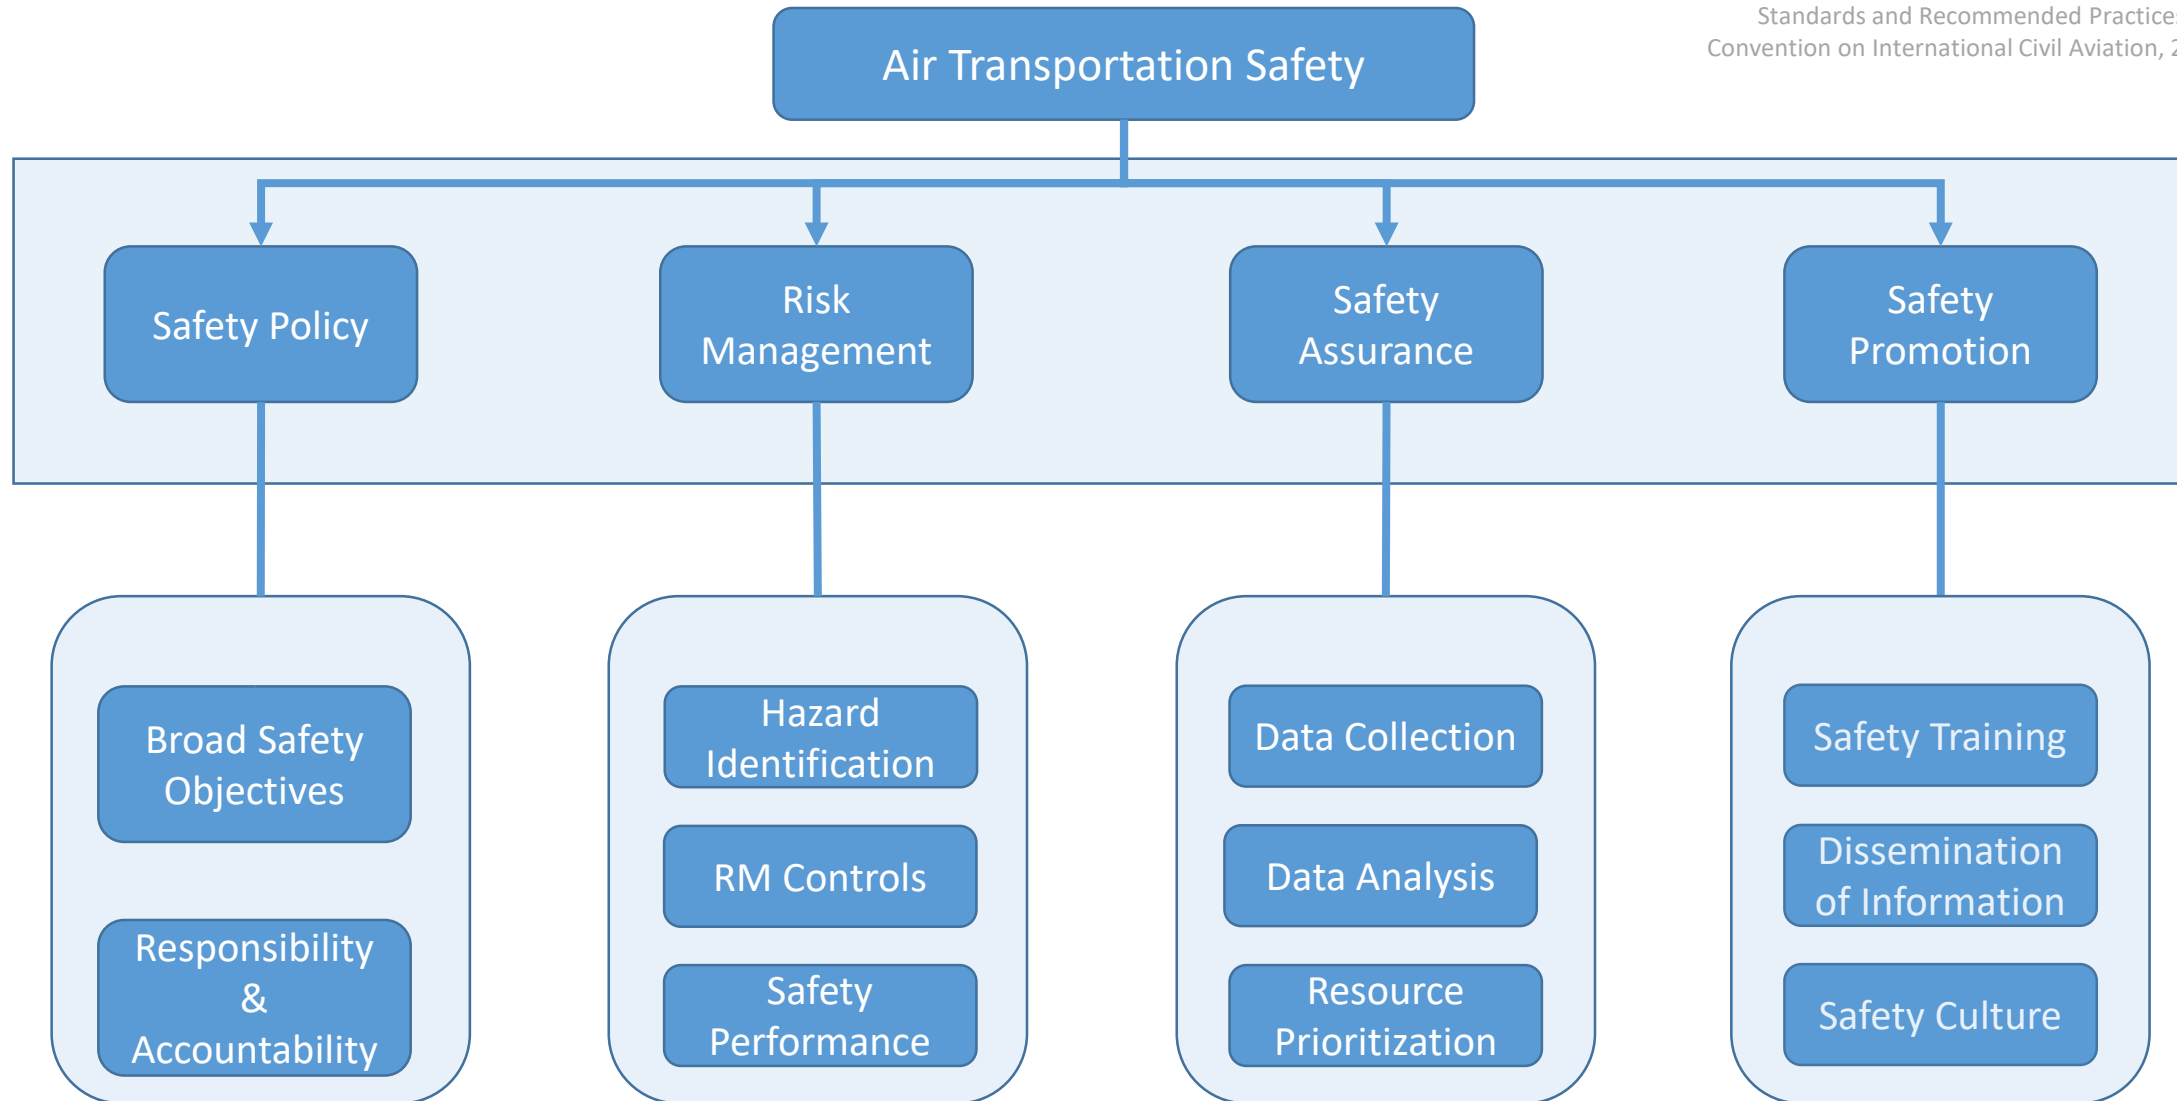 Standards and Recommended Practices
Convention on International Civil Aviation, 2
Air Transportation Safety
Safety Policy
Risk
Management
Safety
Assurance
Safety
Promotion
Broad Safety
Objectives
Responsibility
&
Accountability
Hazard
Identification
RM Controls
Safety
Performance
Data Collection
Data Analysis
Resource
Prioritization
Safety Training
Dissemination
of Information
Safety Culture